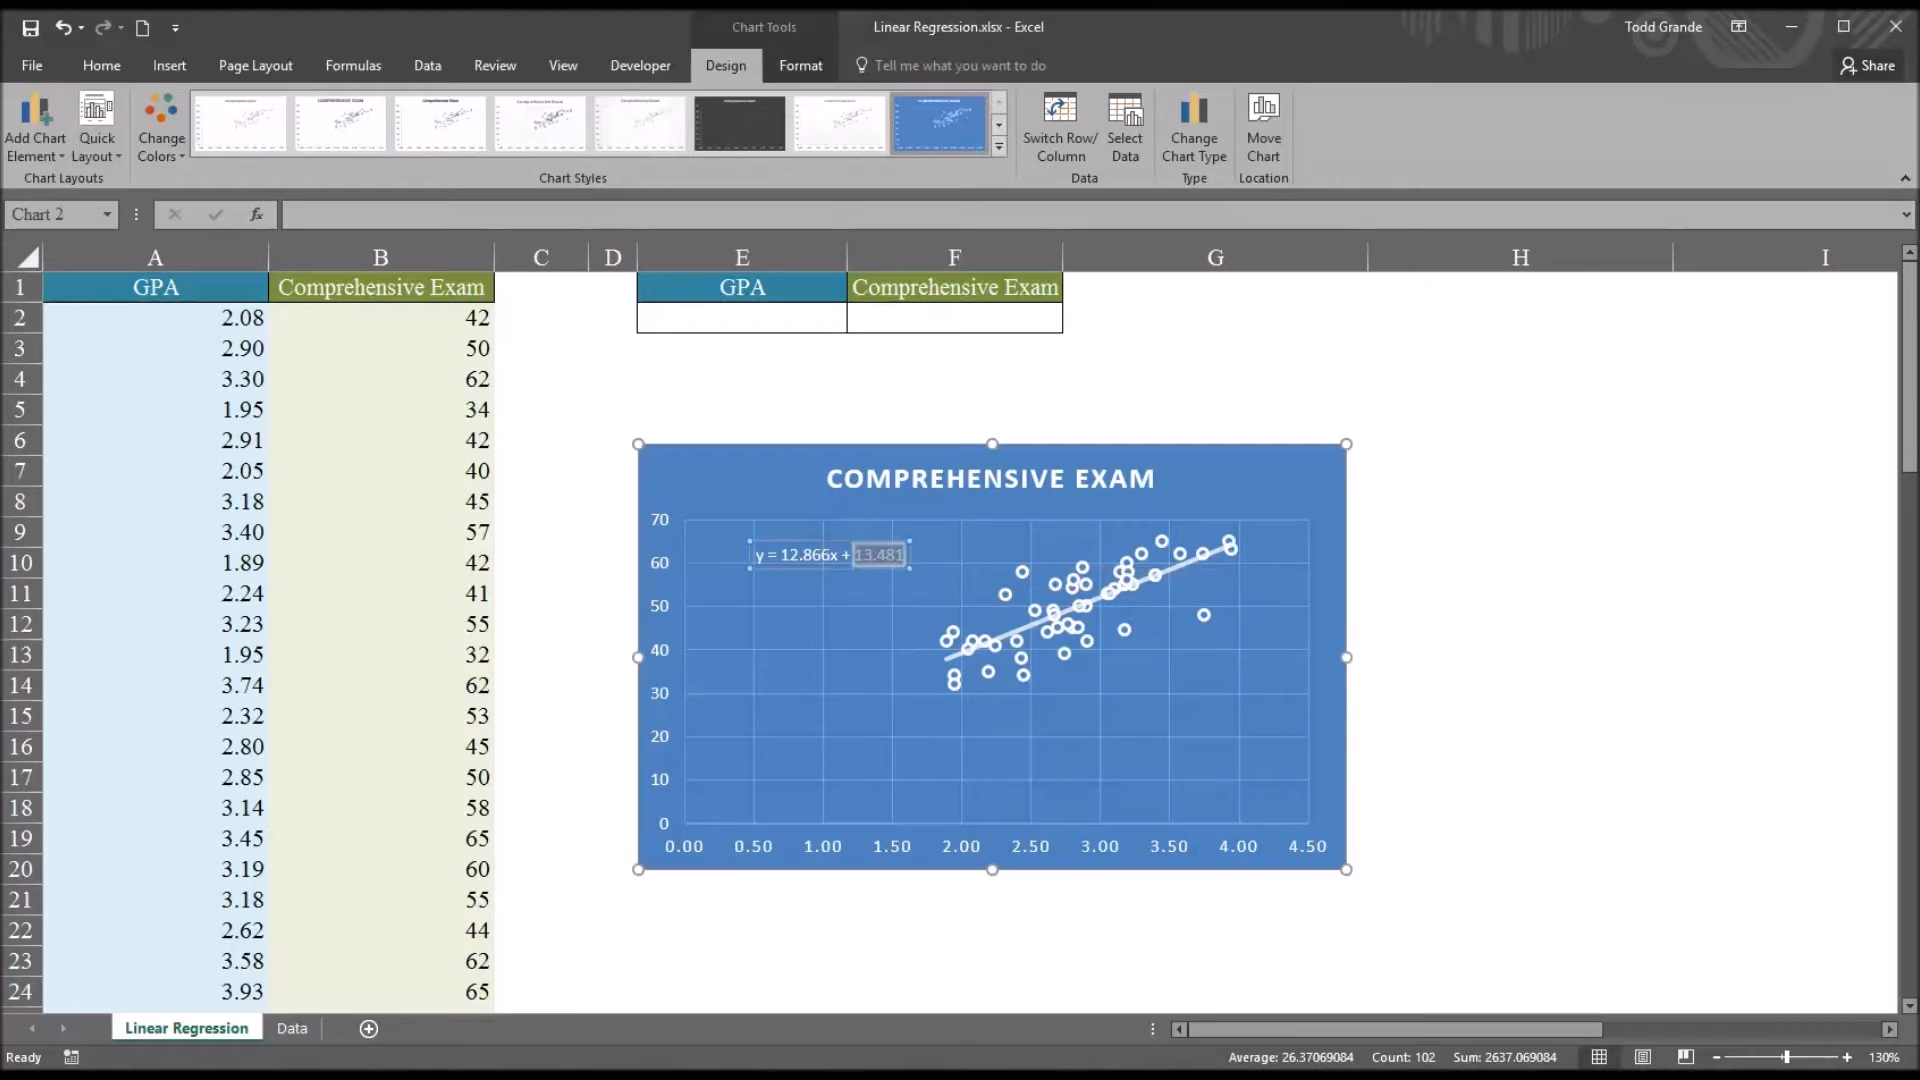 Chart Tools
Linear Regression.xlsx - Excel
Todd Grande
File Home Insert Page Layout Formulas Data Review View Developer Design Format Tell me what you want to do Share
Add Chart Element
Quick Layout
Change Colors
Switch Row/ Column
Select Data
Change Chart Type
Move Chart
Chart Layouts Chart Styles Data Type Location
Chart 2 fx
A B C D E F G H I
1 GPA Comprehensive Exam GPA Comprehensive Exam
2 2.08 42
3 2.90 50
4 3.30 62
5 1.95 34
6 2.91 42
7 2.05 40
8 3.18 45
9 3.40 57
10 1.89 42
11 2.24 41
12 3.23 55
13 1.95 32
14 3.74 62
15 2.32 53
16 2.80 45
17 2.85 50
18 3.14 58
19 3.45 65
20 3.19 60
21 3.18 55
22 2.62 44
23 3.58 62
24 3.93 65
COMPREHENSIVE EXAM
70
y = 12.866x + 13.481
60
50
40
30
20
10
0
0.00 0.50 1.00 1.50 2.00 2.50 3.00 3.50 4.00 4.50
Linear Regression Data
Ready Average: 26.37069084 Count: 102 Sum: 2637.069084 130%